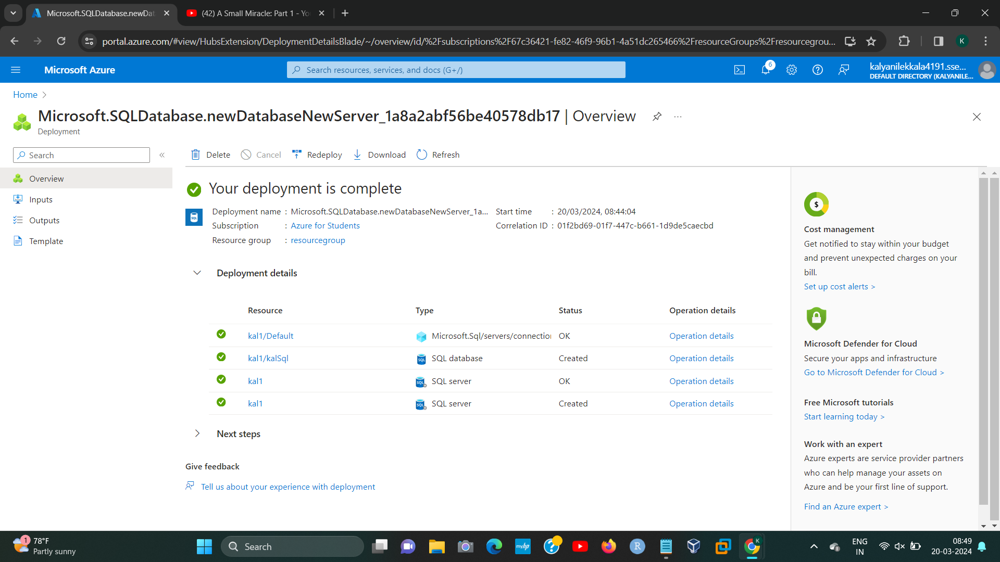 Microsoft.SQLDatabase.newDat
(42) A Small Miracle: Part 1 - Yo
portal.azure.com/#view/HubsExtension/DeploymentDetailsBlade/~/overview/id/%2Fsubscriptions%2F67c36421-fe82-46f9-96b1-4a51dc265466%2FresourceGroups%2Fresourcegrou...
K
Microsoft Azure
Search resources, services, and docs (G+/)
6
kalyanilekkala4191.sse...
DEFAULT DIRECTORY (KALYANILE...
Home
Microsoft.SQLDatabase.newDatabaseNewServer_1a8a2abf56be40578db17 | Overview
Deployment
Search
Delete Cancel Redeploy Download Refresh
Overview
Inputs
Outputs
Template
Your deployment is complete
Deployment name : Microsoft.SQLDatabase.newDatabaseNewServer_1a... Start time : 20/03/2024, 08:44:04
Subscription : Azure for Students Correlation ID : 01f2bd69-01f7-447c-b661-1d9de5caecbd
Resource group : resourcegroup
Deployment details
Resource Type Status Operation details
kal1/Default Microsoft.Sql/servers/connection OK Operation details
kal1/kalSql SQL SQL database Created Operation details
kal1 SQL SQL server OK Operation details
kal1 SQL SQL server Created Operation details
Next steps
Give feedback
Tell us about your experience with deployment
$
Cost management
Get notified to stay within your budget
and prevent unexpected charges on your
bill.
Set up cost alerts >
Microsoft Defender for Cloud
Secure your apps and infrastructure
Go to Microsoft Defender for Cloud >
Free Microsoft tutorials
Start learning today >
Work with an expert
Azure experts are service provider partners
who can help manage your assets on
Azure and be your first line of support.
Find an Azure expert >
1
78°F
Partly sunny
Search
myhp
R
K
ENG
IN
08:49
20-03-2024